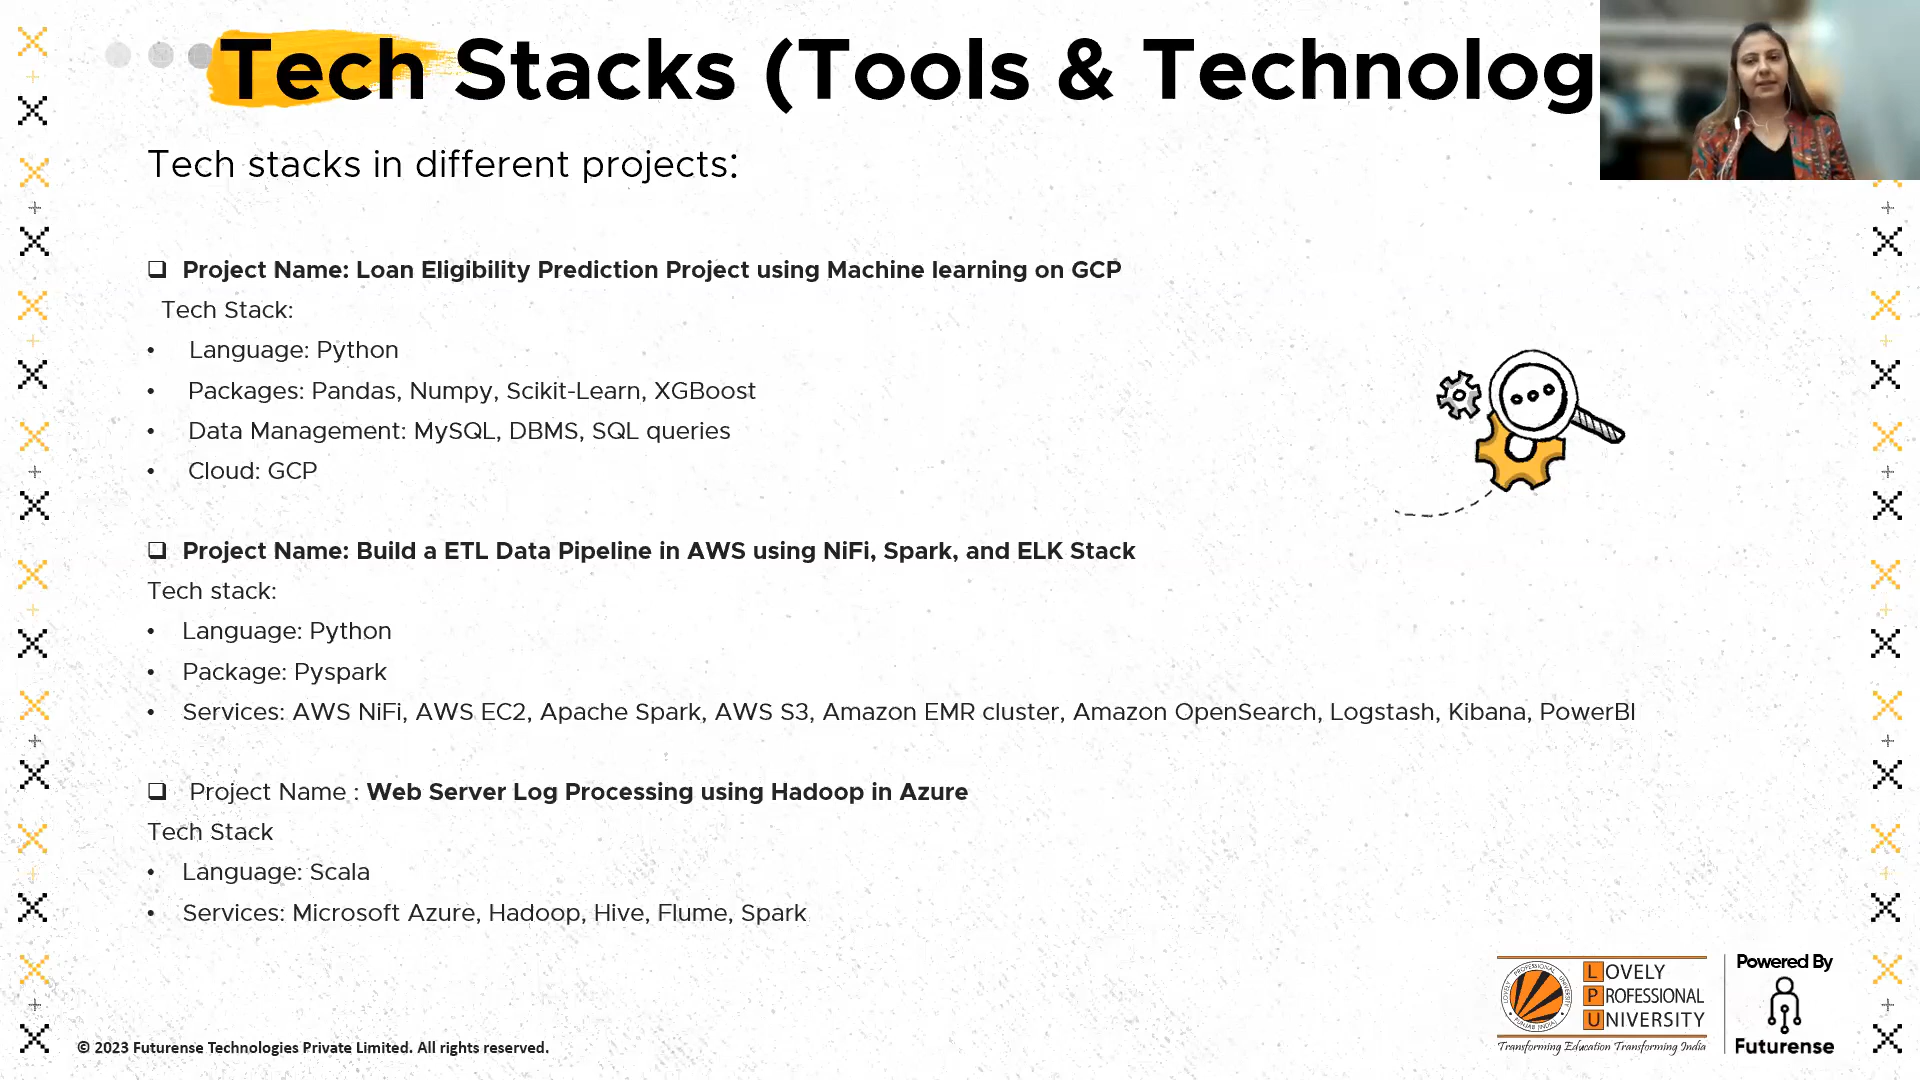 Tech Stacks (Tools & Technolog
Tech stacks in different projects:
❑ Project Name: Loan Eligibility Prediction Project using Machine learning on GCP
Tech Stack:
• Language: Python
• Packages: Pandas, Numpy, Scikit-Learn, XGBoost
• Data Management: MySQL, DBMS, SQL queries
• Cloud: GCP
❑ Project Name: Build a ETL Data Pipeline in AWS using NiFi, Spark, and ELK Stack
Tech stack:
• Language: Python
• Package: Pyspark
• Services: AWS NiFi, AWS EC2, Apache Spark, AWS S3, Amazon EMR cluster, Amazon OpenSearch, Logstash, Kibana, PowerBI
❑ Project Name : Web Server Log Processing using Hadoop in Azure
Tech Stack
• Language: Scala
• Services: Microsoft Azure, Hadoop, Hive, Flume, Spark
LOVELY
PROFESSIONAL
UNIVERSITY
Transforming Education Transforming India
Powered By
Futurense
© 2023 Futurense Technologies Private Limited. All rights reserved.